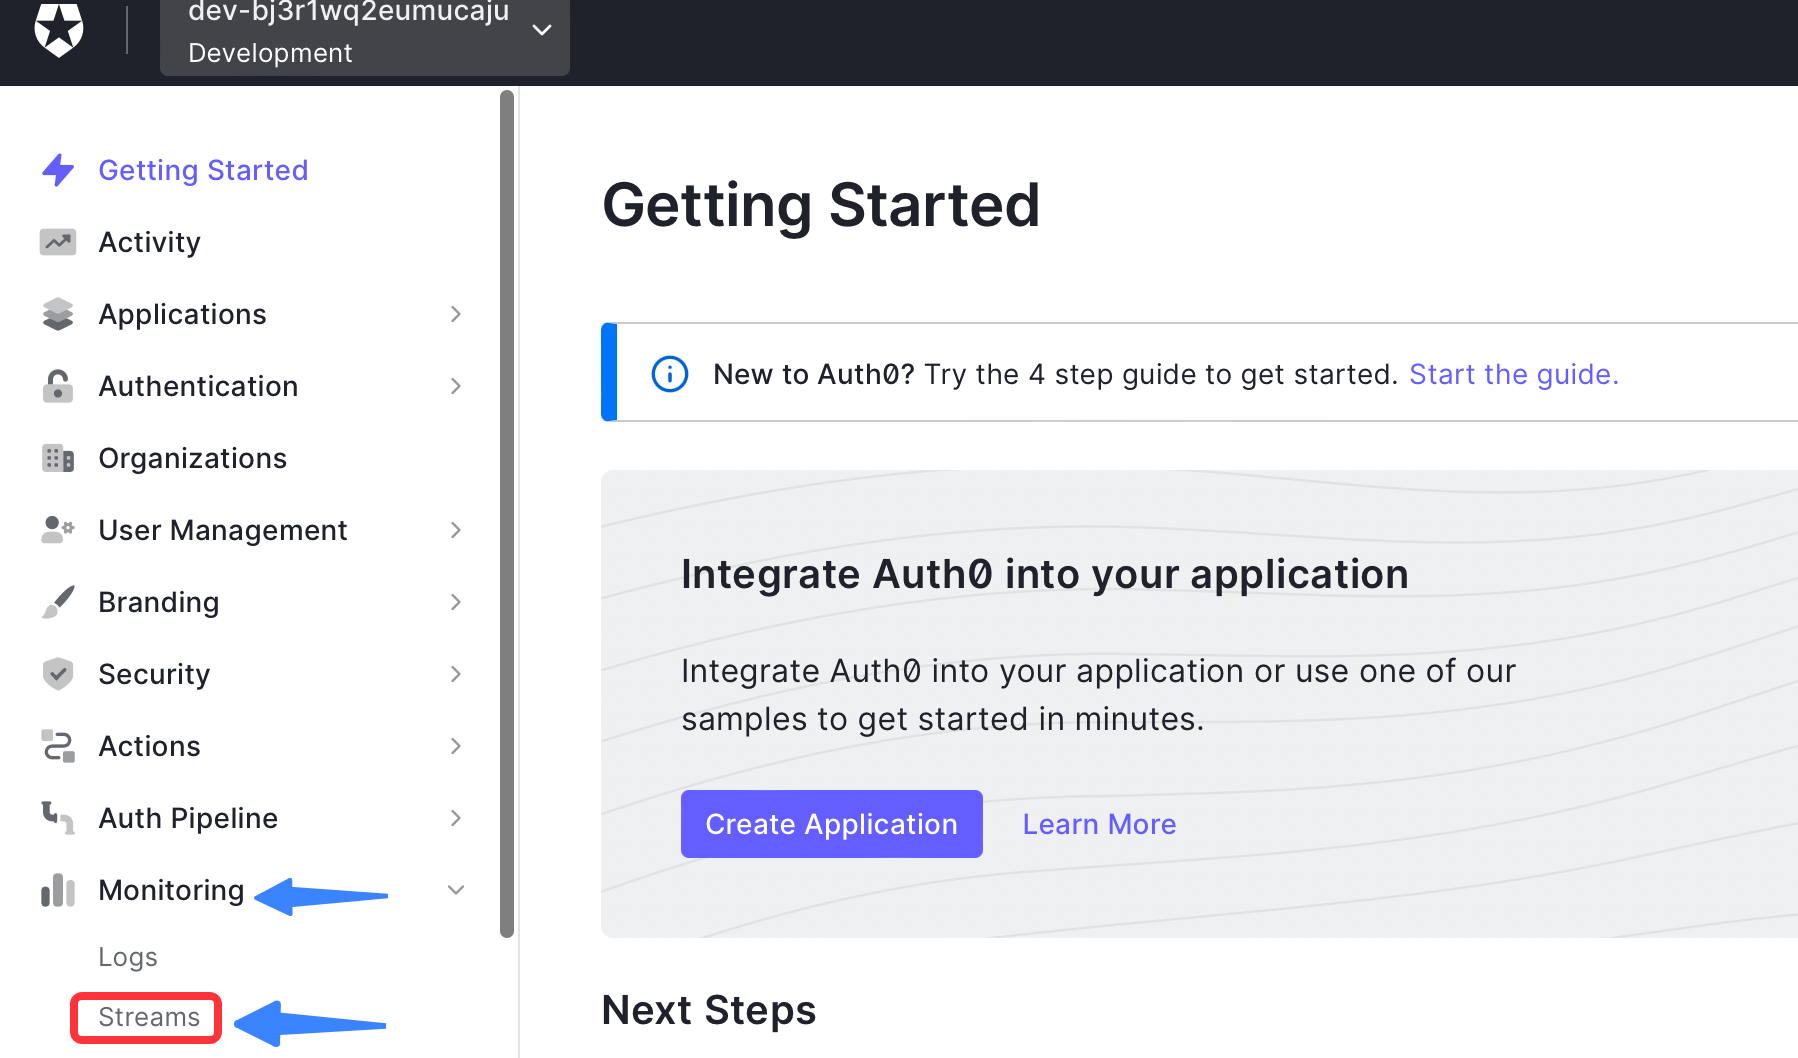 dev-bj3r1wq2eumucaju
Development
Getting Started
Activity
Applications
Authentication
Organizations
User Management
Branding
Security
Actions
Auth Pipeline
Monitoring
Logs
Streams
Getting Started
New to Auth0? Try the 4 step guide to get started. Start the guide.
Integrate Auth0 into your application
Integrate Auth0 into your application or use one of our
samples to get started in minutes.
Create Application
Learn More
Next Steps